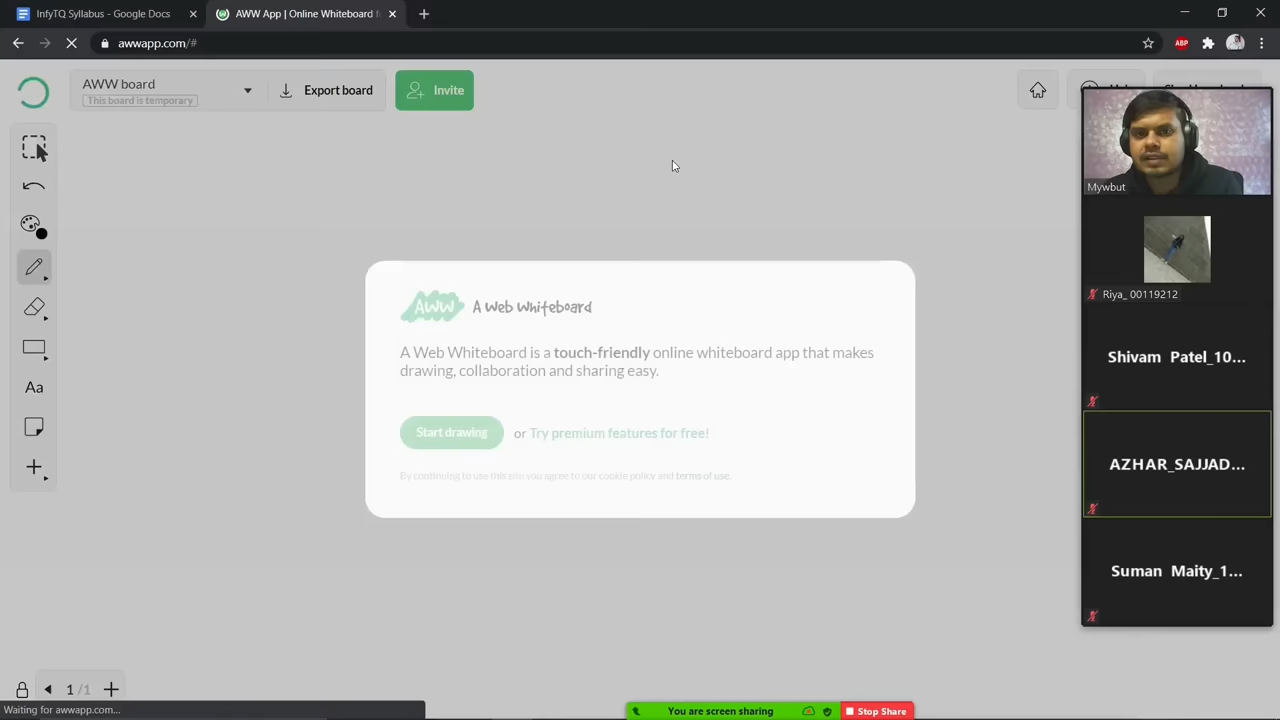 InfyTQ Syllabus - Google Docs
AWW App | Online Whiteboard f
awwapp.com/#
ABP
AWW board
This board is temporary
Export board
Invite
Mywbut
Riya_ 00119212
Shivam Patel_10...
AZHAR_SAJJAD...
Suman Maity_1...
Aa
AWW A Web Whiteboard
A Web Whiteboard is a touch-friendly online whiteboard app that makes
drawing, collaboration and sharing easy.
Start drawing or Try premium features for free!
By continuing to use this site you agree to our cookie policy and terms of use.
1 /1
Waiting for awwapp.com...
You are screen sharing
Stop Share